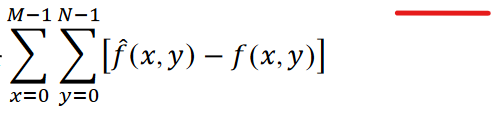 M−1 N−1
∑ ∑ [f̂(x, y) − f(x, y)]
x=0 y=0